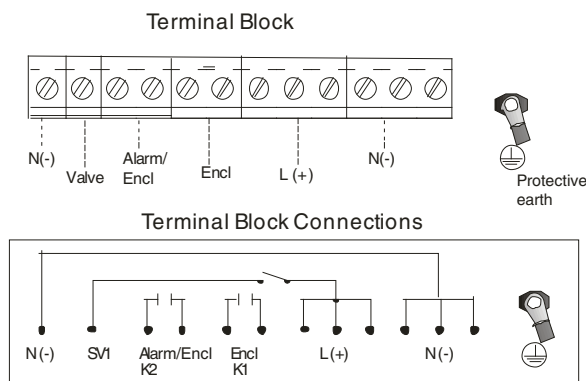 Terminal Block
N(-)
Valve
Alarm/
Encl
Encl
L (+)
N(-)
Protective
earth
Terminal Block Connections
N (-)
SV1
Alarm/Encl
K2
Encl
K1
L (+)
N (-)